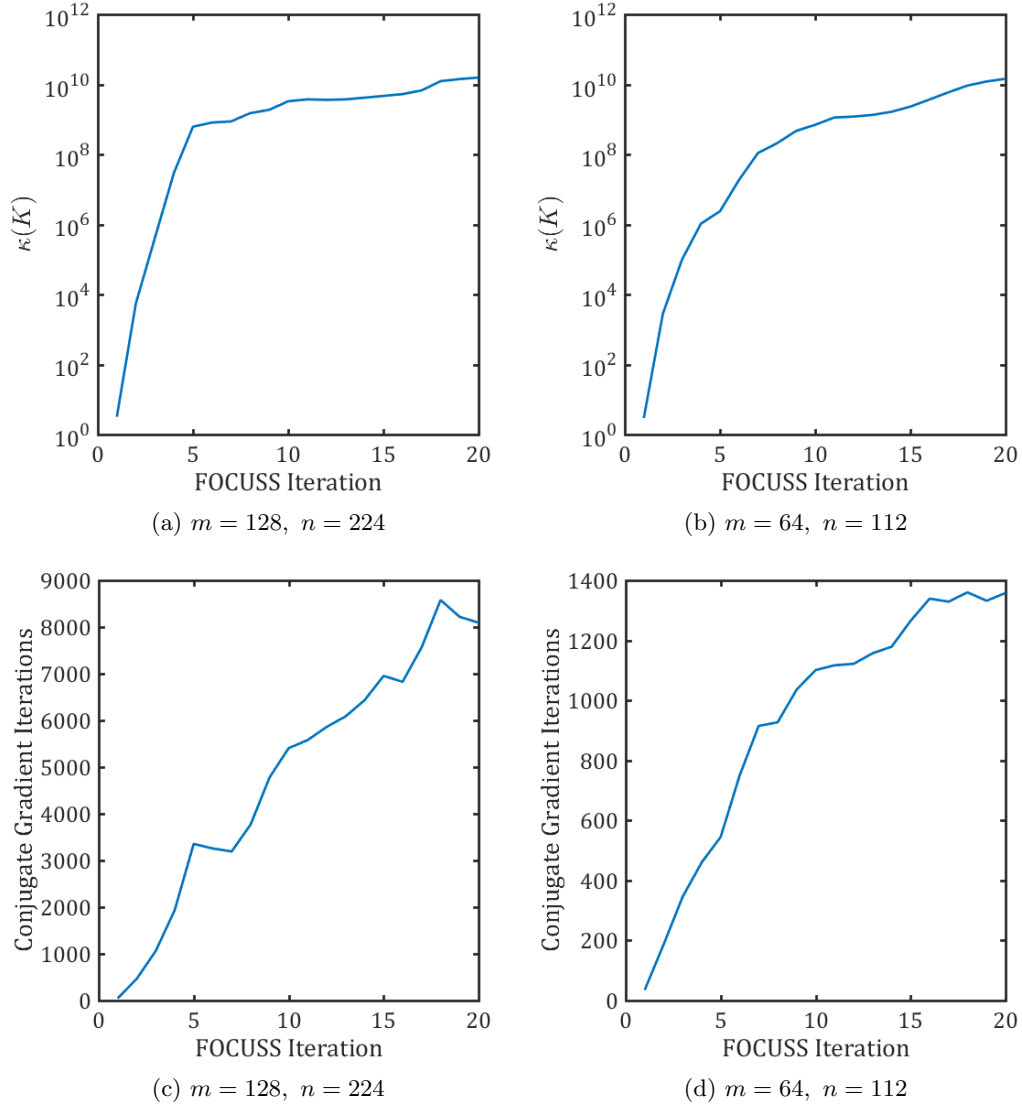 10^12
10^10
10^8
10^6
10^4
10^2
10^0
κ(K)
0 5 10 15 20
FOCUSS Iteration
(a) m = 128, n = 224
10^12
10^10
10^8
10^6
10^4
10^2
10^0
κ(K)
0 5 10 15 20
FOCUSS Iteration
(b) m = 64, n = 112
9000
8000
7000
6000
5000
4000
3000
2000
1000
0
Conjugate Gradient Iterations
0 5 10 15 20
FOCUSS Iteration
(c) m = 128, n = 224
1400
1200
1000
800
600
400
200
0
Conjugate Gradient Iterations
0 5 10 15 20
FOCUSS Iteration
(d) m = 64, n = 112